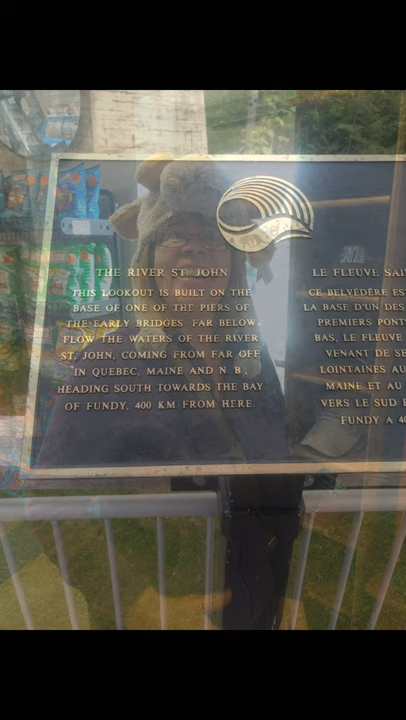 THE RIVER ST. JOHN
THIS LOOKOUT IS BUILT ON THE
BASE OF ONE OF THE PIERS OF
THE EARLY BRIDGES FAR BELOW,
FLOW THE WATERS OF THE RIVER
ST. JOHN, COMING FROM FAR OFF
IN QUEBEC, MAINE AND N B,
HEADING SOUTH TOWARDS THE BAY
OF FUNDY, 400 KM FROM HERE.
LE FLEUVE SAI
CE BELVÉDÈRE EST
LA BASE D'UN DES
PREMIERS PONT
BAS, LE FLEUVE
VENANT DE SE
LOINTAINES AU
MAINE ET AU
VERS LE SUD E
FUNDY A 40